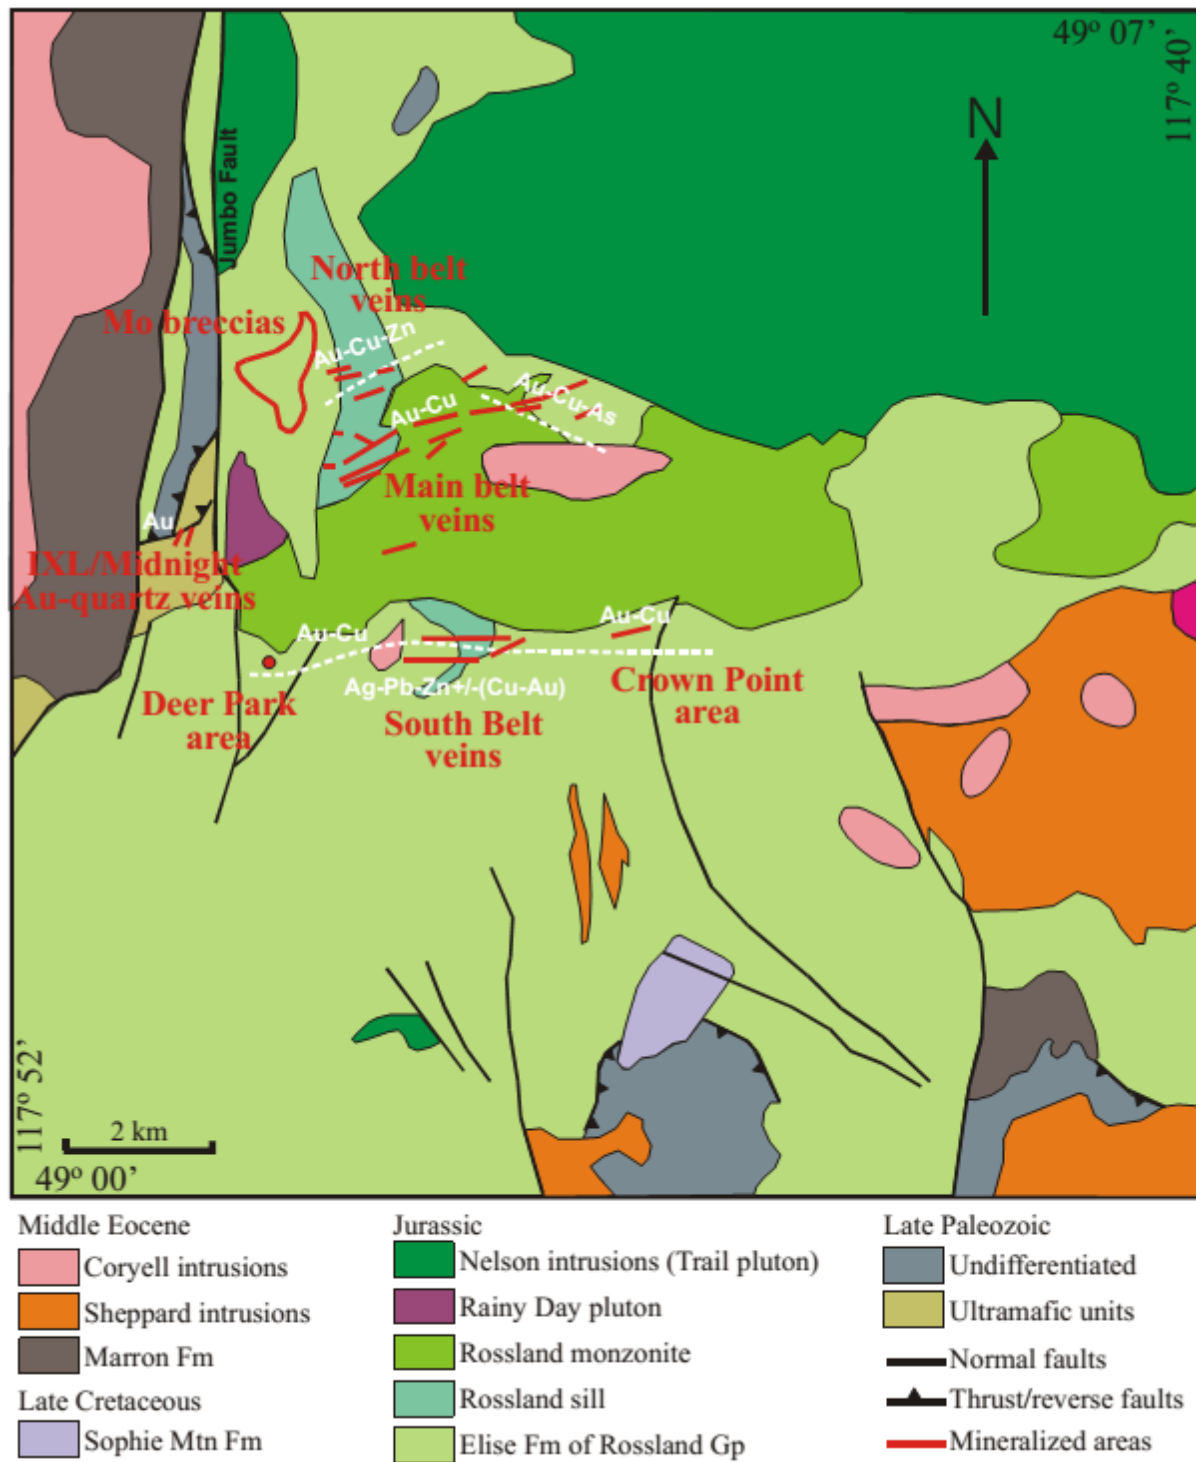 49º 07’
117º 40’
N
Jumbo Fault
North belt
veins
Mo breccias
Au-Cu-Zn
Au-Cu
Au-Cu-As
Main belt
veins
Au
IXL/Midnight
Au-quartz veins
Au-Cu
Au-Cu
Deer Park
area
Ag-Pb-Zn+/-(Cu-Au)
South Belt
veins
Crown Point
area
117º 52’
2 km
49º 00’
Middle Eocene
Coryell intrusions
Sheppard intrusions
Marron Fm
Late Cretaceous
Sophie Mtn Fm
Jurassic
Nelson intrusions (Trail pluton)
Rainy Day pluton
Rossland monzonite
Rossland sill
Elise Fm of Rossland Gp
Late Paleozoic
Undifferentiated
Ultramafic units
Normal faults
Thrust/reverse faults
Mineralized areas